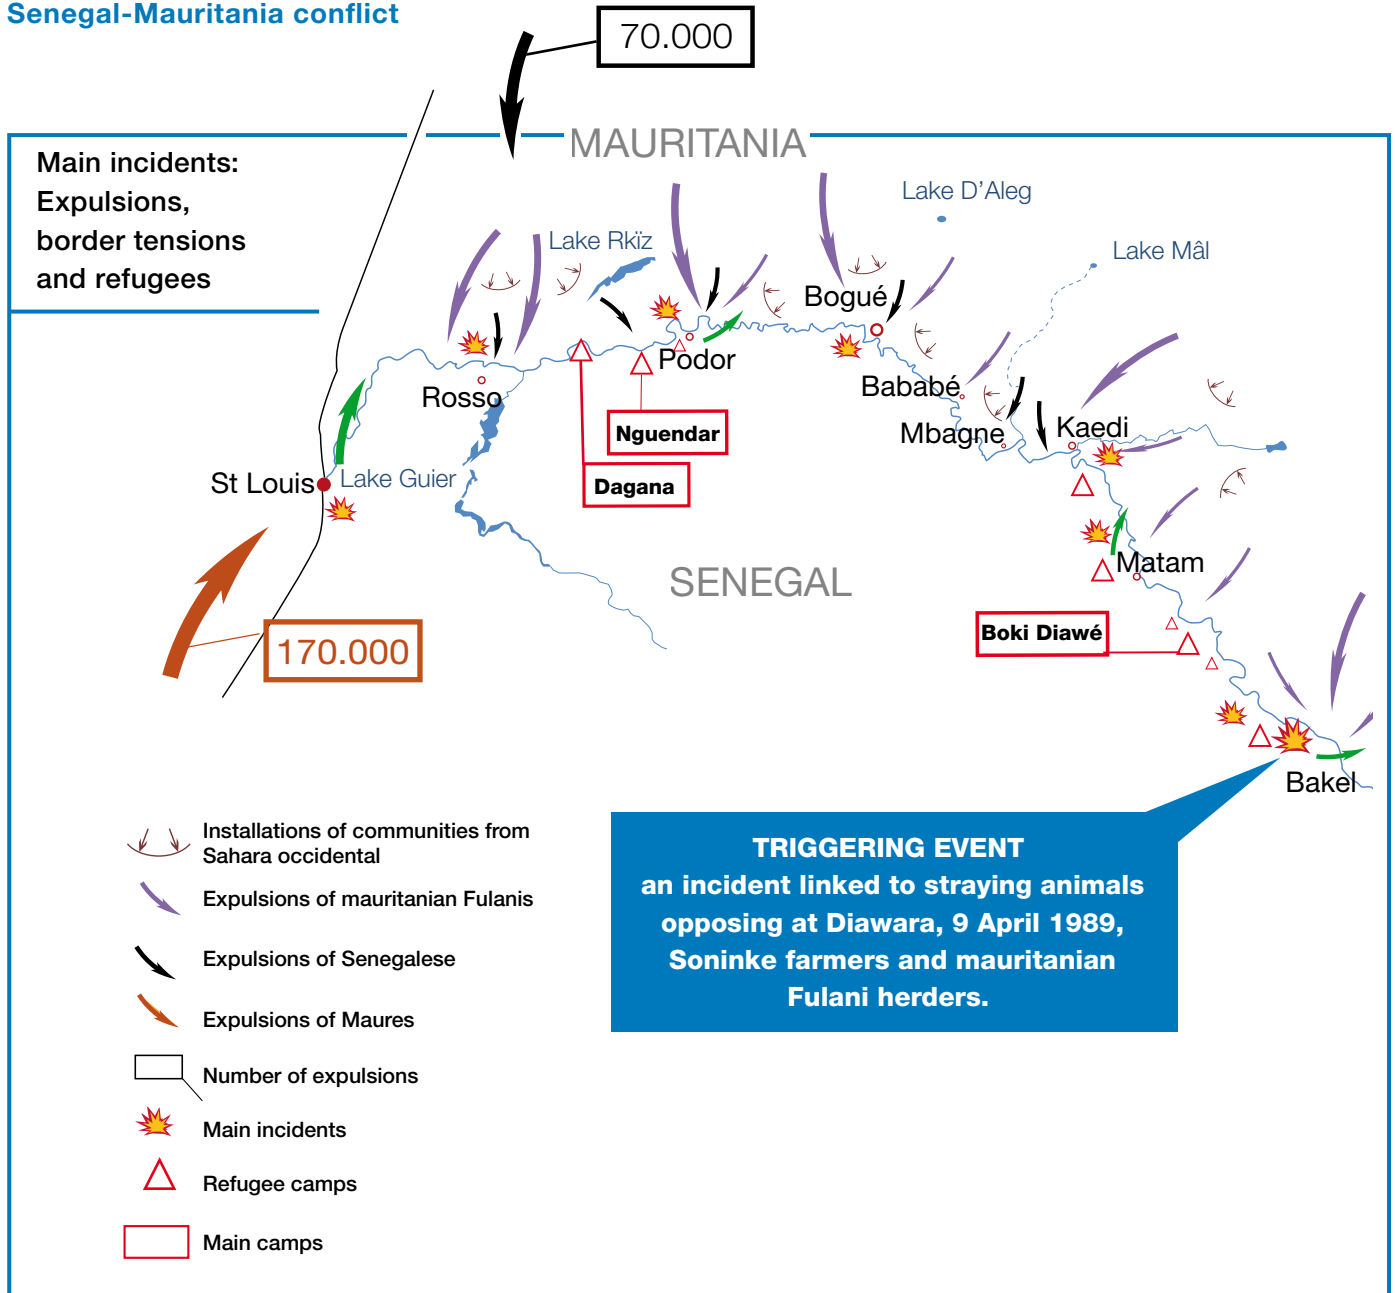 Senegal-Mauritania conflict
70.000
MAURITANIA
Main incidents:
Expulsions,
border tensions
and refugees
Lake D'Aleg
Lake Rkïz
Lake Mâl
Bogué
Podor
Rosso
Bababé
Mbagne
Kaedi
Nguendar
Dagana
St Louis
Lake Guier
Matam
SENEGAL
Boki Diawé
170.000
Bakel
TRIGGERING EVENT
an incident linked to straying animals
opposing at Diawara, 9 April 1989,
Soninke farmers and mauritanian
Fulani herders.
Installations of communities from
Sahara occidental
Expulsions of mauritanian Fulanis
Expulsions of Senegalese
Expulsions of Maures
Number of expulsions
Main incidents
Refugee camps
Main camps